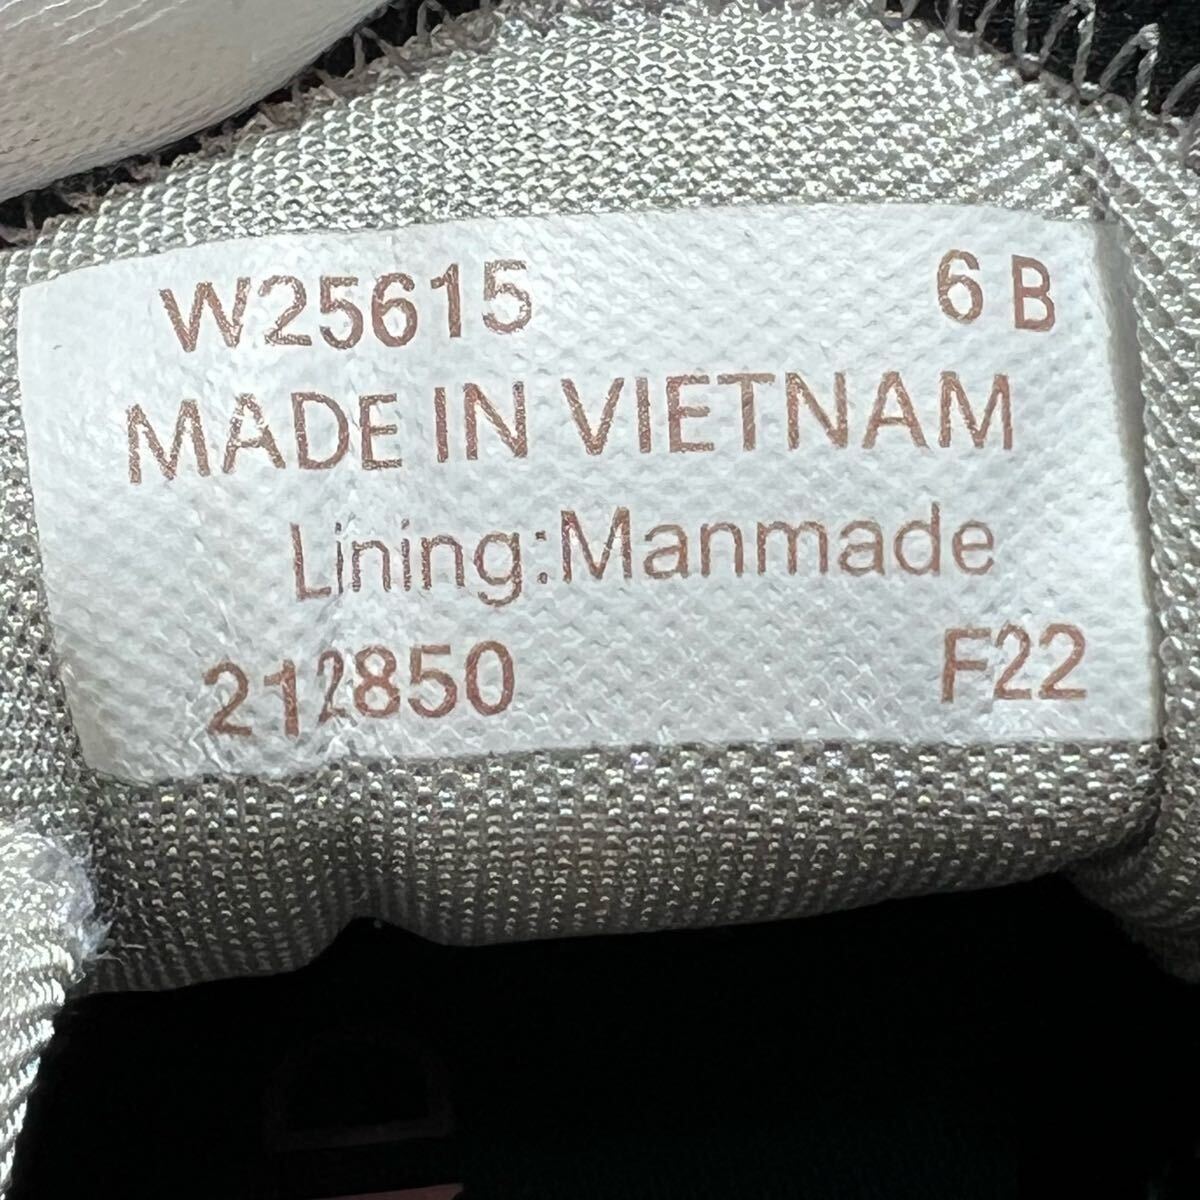 W25615 6 B
MADE IN VIETNAM
Lining:Manmade
212850 F22